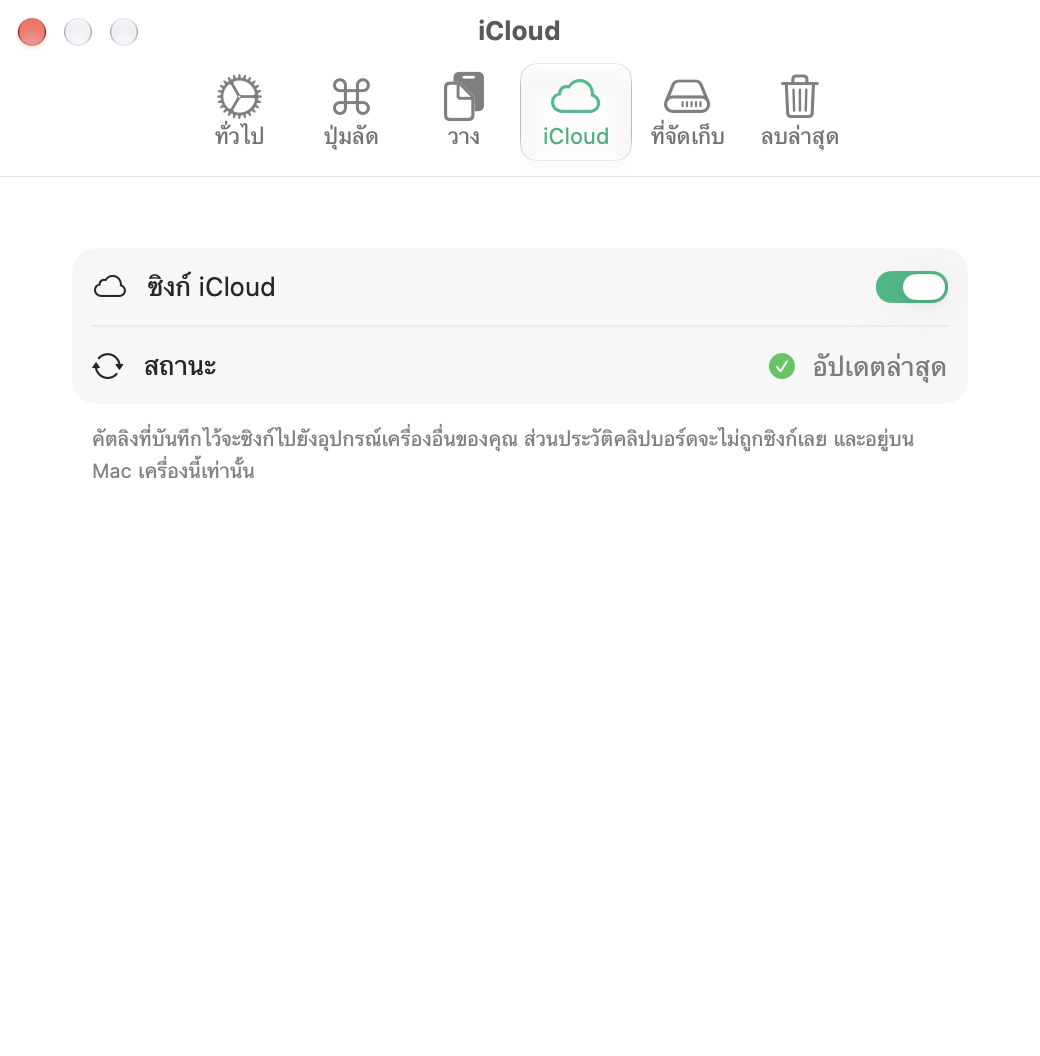 iCloud
ทั่วไป
ปุ่มลัด
วาง
iCloud
ที่จัดเก็บ
ลบล่าสุด
ซิงก์ iCloud
สถานะ
อัปเดตล่าสุด
คัตลิงที่บันทึกไว้จะซิงก์ไปยังอุปกรณ์เครื่องอื่นของคุณ ส่วนประวัติคลิปบอร์ดจะไม่ถูกซิงก์เลย และอยู่บน
Mac เครื่องนี้เท่านั้น